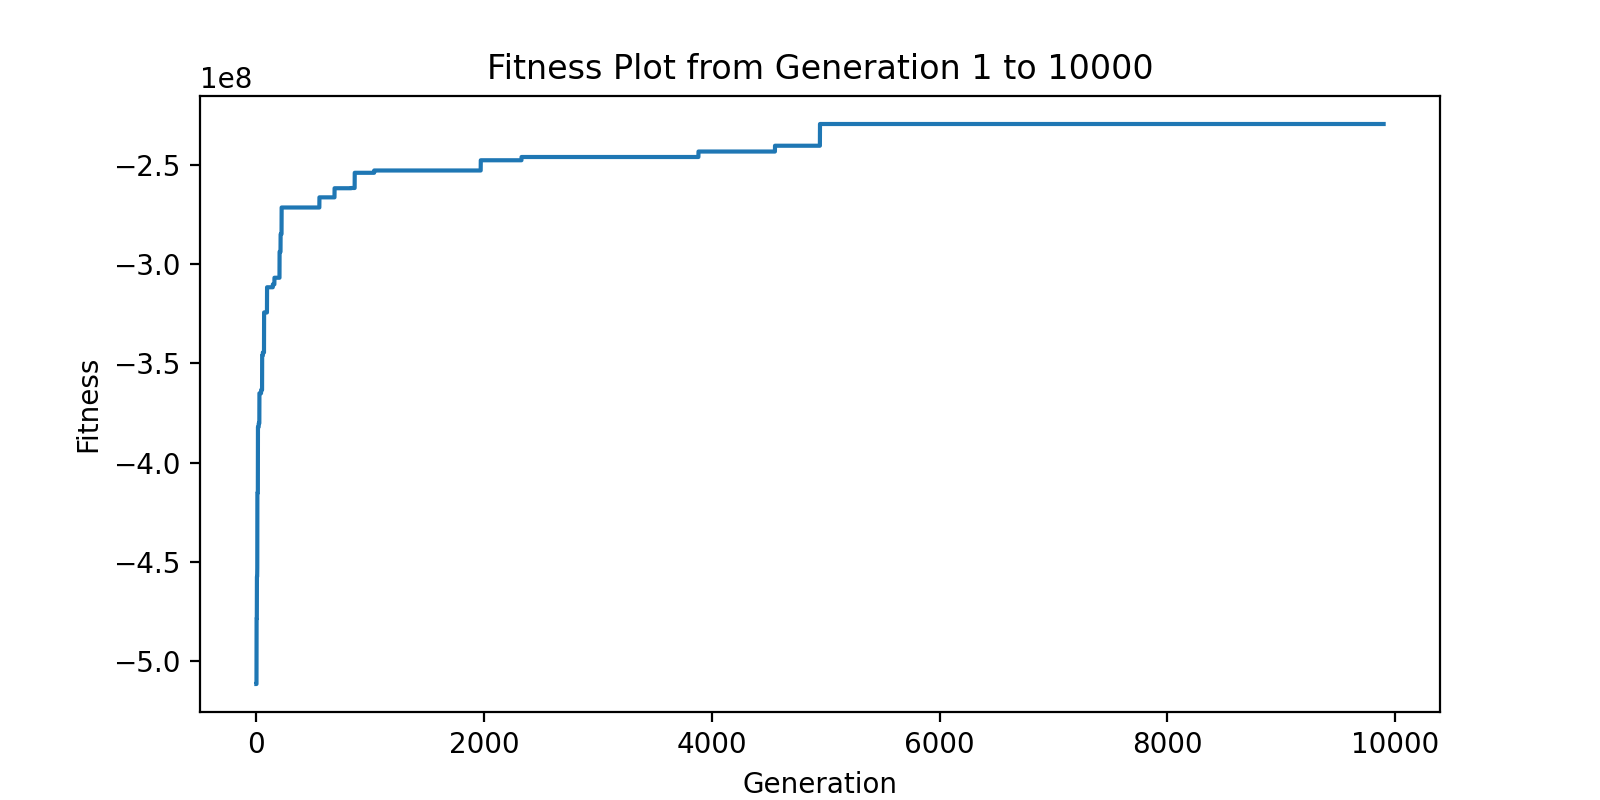 Fitness Plot from Generation 1 to 10000
1e8
−2.5
−3.0
−3.5
−4.0
−4.5
−5.0
Fitness
0 2000 4000 6000 8000 10000
Generation